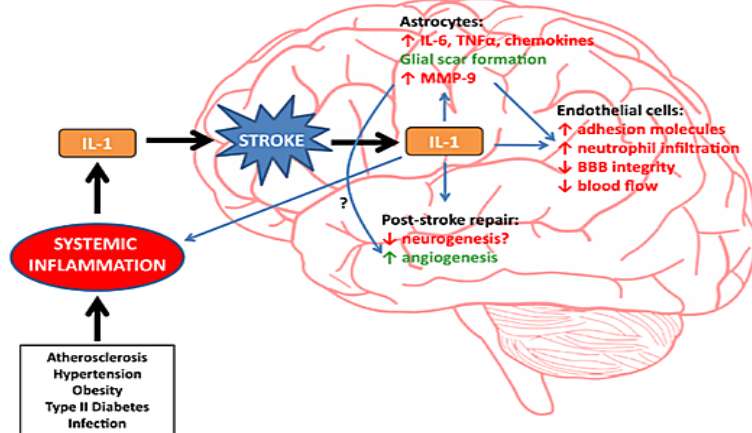 Astrocytes:
↑ IL-6, TNFα, chemokines
Glial scar formation
↑ MMP-9
Endothelial cells:
↑ adhesion molecules
↑ neutrophil infiltration
↓ BBB integrity
↓ blood flow
IL-1
STROKE
IL-1
?
Post-stroke repair:
↓ neurogenesis?
↑ angiogenesis
SYSTEMIC
INFLAMMATION
Atherosclerosis
Hypertension
Obesity
Type II Diabetes
Infection